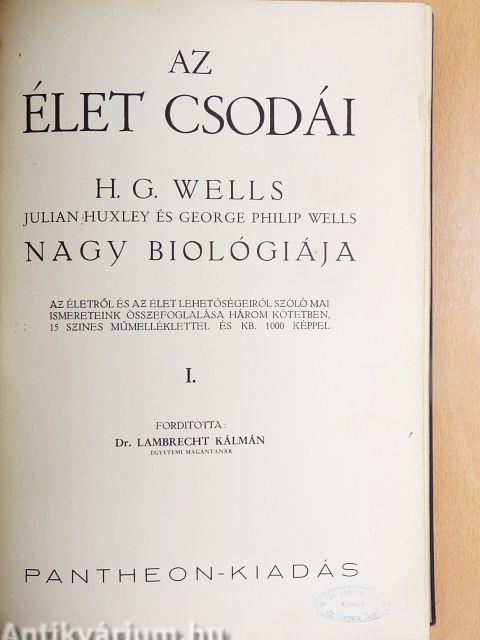 AZ
ÉLET CSODÁI
H. G. WELLS
JULIAN HUXLEY ÉS GEORGE PHILIP WELLS
NAGY BIOLÓGIÁJA
AZ ÉLETRŐL ÉS AZ ÉLET LEHETŐSÉGEIRŐL SZÓLÓ MAI
ISMERETEINK ÖSSZEFOGLALÁSA HÁROM KÖTETBEN,
15 SZINES MŰMELLÉKLETTEL ÉS KB. 1000 KÉPPEL
I.
FORDITOTTA:
Dr. LAMBRECHT KÁLMÁN
EGYETEMI MAGÁNTANÁR
PANTHEON-KIADÁS
Antikvárium.hu